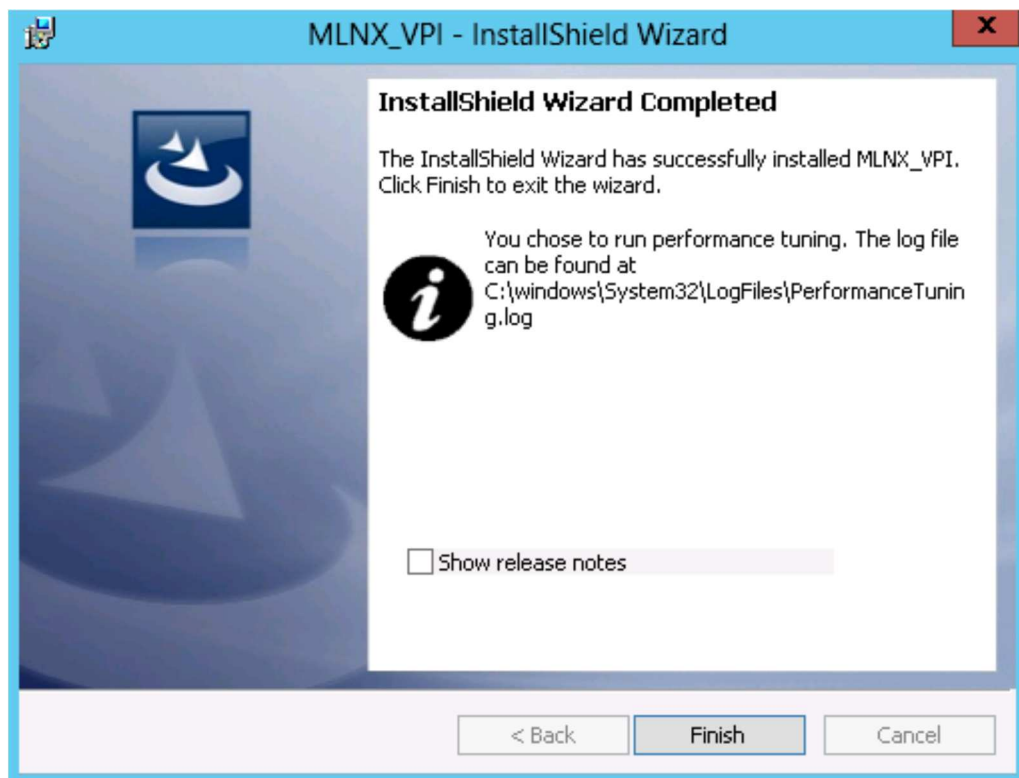 MLNX_VPI - InstallShield Wizard
x
InstallShield Wizard Completed
The InstallShield Wizard has successfully installed MLNX_VPI.
Click Finish to exit the wizard.
You chose to run performance tuning. The log file
can be found at
C:\windows\System32\LogFiles\PerformanceTunin
g.log
Show release notes
< Back
Finish
Cancel